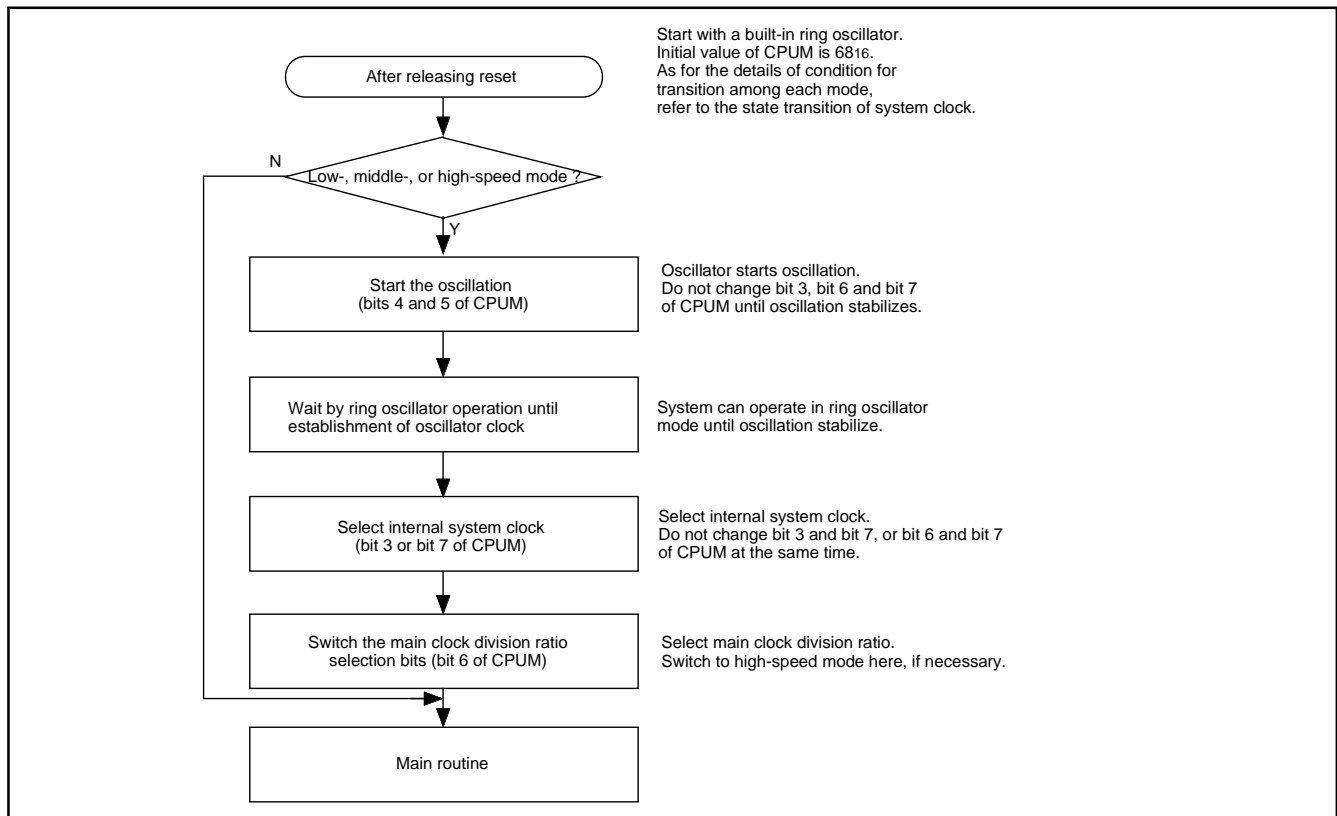 Start with a built-in ring oscillator.
Initial value of CPUM is 6816.
As for the details of condition for
transition among each mode,
refer to the state transition of system clock.
After releasing reset
N
Low-, middle-, or high-speed mode ?
Y
Start the oscillation
(bits 4 and 5 of CPUM)
Oscillator starts oscillation.
Do not change bit 3, bit 6 and bit 7
of CPUM until oscillation stabilizes.
Wait by ring oscillator operation until
establishment of oscillator clock
System can operate in ring oscillator
mode until oscillation stabilize.
Select internal system clock
(bit 3 or bit 7 of CPUM)
Select internal system clock.
Do not change bit 3 and bit 7, or bit 6 and bit 7
of CPUM at the same time.
Switch the main clock division ratio
selection bits (bit 6 of CPUM)
Select main clock division ratio.
Switch to high-speed mode here, if necessary.
Main routine